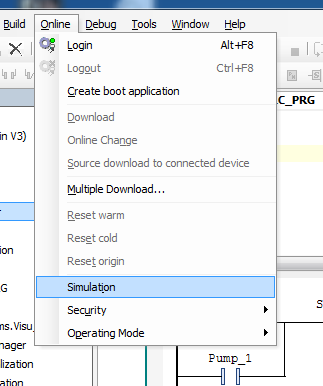 Build Online Debug Tools Window Help
Login Alt+F8
Logout Ctrl+F8
Create boot application
C_PRG
Download
in V3)
Online Change
Source download to connected device
Multiple Download...
Reset warm
Reset cold
ion
Reset origin
G
Simulation
Security
ms.Visu_
Operating Mode
nager
Pump_1
lization
ion